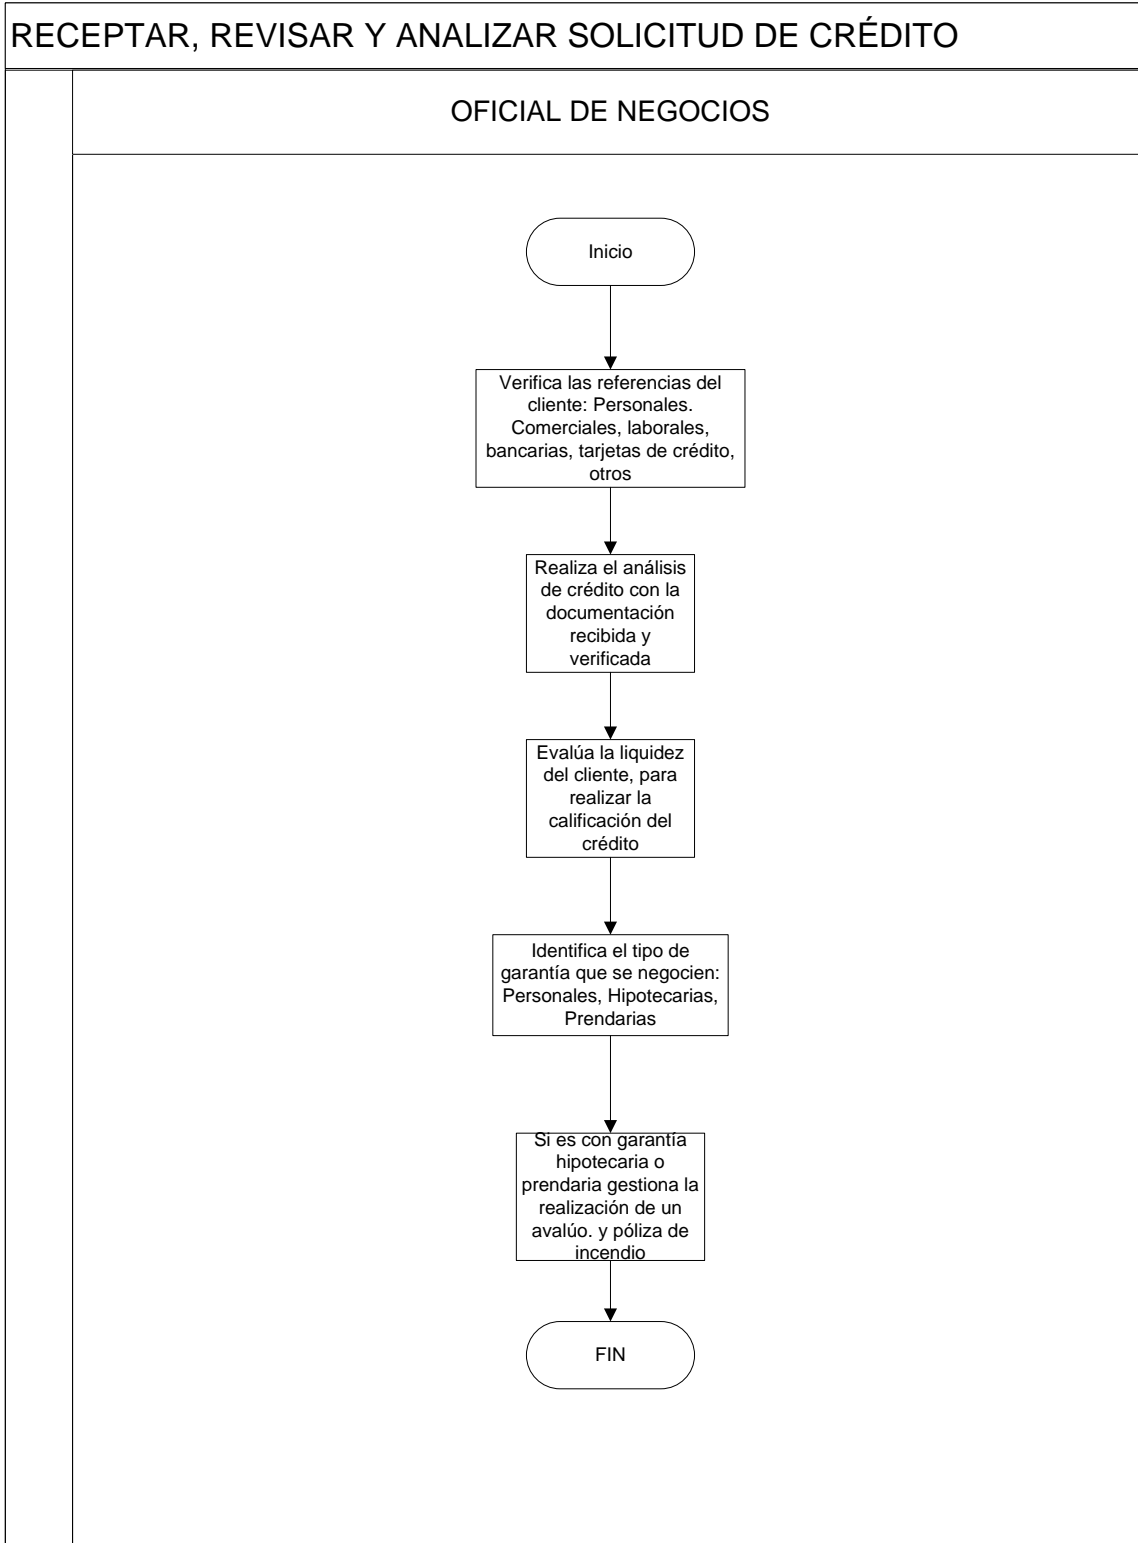 RECEPTAR, REVISAR Y ANALIZAR SOLICITUD DE CRÉDITO
OFICIAL DE NEGOCIOS
Inicio
Verifica las referencias del
cliente: Personales.
Comerciales, laborales,
bancarias, tarjetas de crédito,
otros
Realiza el análisis
de crédito con la
documentación
recibida y
verificada
Evalúa la liquidez
del cliente, para
realizar la
calificación del
crédito
Identifica el tipo de
garantía que se negocien:
Personales, Hipotecarias,
Prendarias
Si es con garantía
hipotecaria o
prendaria gestiona la
realización de un
avalúo. y póliza de
incendio
FIN